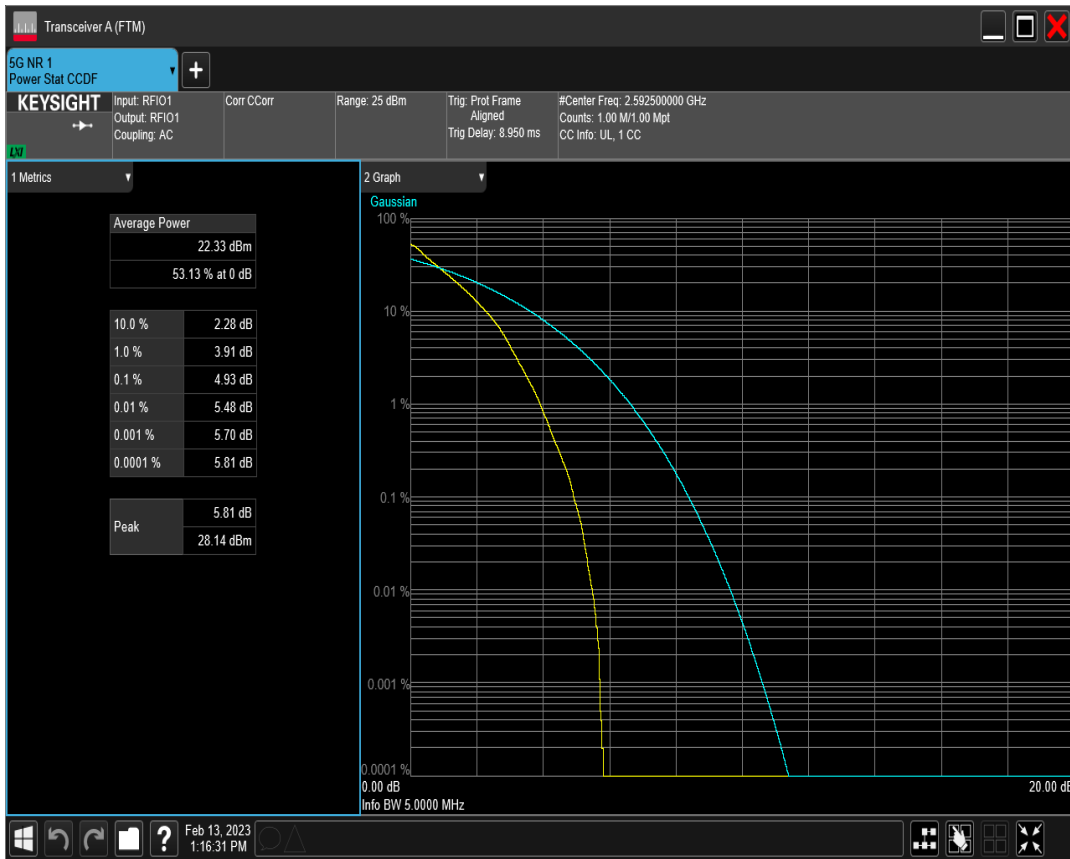 Transceiver A (FTM)
5G NR 1
Power Stat CCDF
+
KEYSIGHT
LXI
Input: RFIO1
Output: RFIO1
Coupling: AC
Corr CCorr
Range: 25 dBm
Trig: Prot Frame
Aligned
Trig Delay: 8.950 ms
#Center Freq: 2.592500000 GHz
Counts: 1.00 M/1.00 Mpt
CC Info: UL, 1 CC
1 Metrics
Average Power
22.33 dBm
53.13 % at 0 dB
10.0 % 2.28 dB
1.0 % 3.91 dB
0.1 % 4.93 dB
0.01 % 5.48 dB
0.001 % 5.70 dB
0.0001 % 5.81 dB
Peak
5.81 dB
28.14 dBm
2 Graph
Gaussian
100 %
10 %
1 %
0.1 %
0.01 %
0.001 %
0.0001 %
0.00 dB 20.00 dB
Info BW 5.0000 MHz
?
Feb 13, 2023
1:16:31 PM